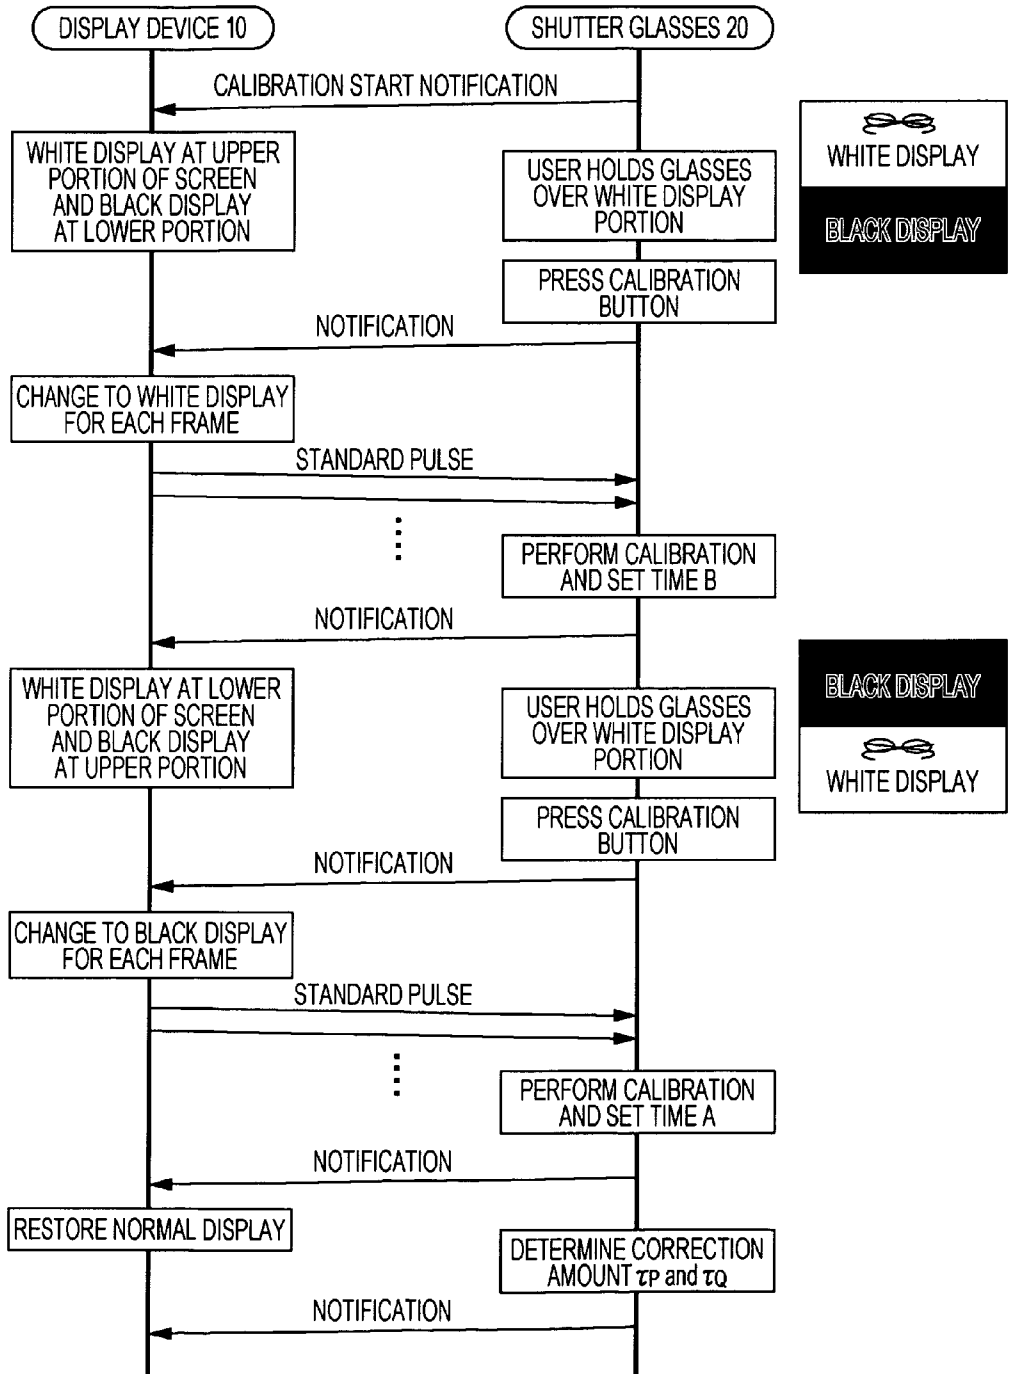 DISPLAY DEVICE 10
SHUTTER GLASSES 20
CALIBRATION START NOTIFICATION
WHITE DISPLAY AT UPPER
PORTION OF SCREEN
AND BLACK DISPLAY
AT LOWER PORTION
USER HOLDS GLASSES
OVER WHITE DISPLAY
PORTION
WHITE DISPLAY
BLACK DISPLAY
PRESS CALIBRATION
BUTTON
NOTIFICATION
CHANGE TO WHITE DISPLAY
FOR EACH FRAME
STANDARD PULSE
PERFORM CALIBRATION
AND SET TIME B
NOTIFICATION
WHITE DISPLAY AT LOWER
PORTION OF SCREEN
AND BLACK DISPLAY
AT UPPER PORTION
USER HOLDS GLASSES
OVER WHITE DISPLAY
PORTION
BLACK DISPLAY
WHITE DISPLAY
PRESS CALIBRATION
BUTTON
NOTIFICATION
CHANGE TO BLACK DISPLAY
FOR EACH FRAME
STANDARD PULSE
PERFORM CALIBRATION
AND SET TIME A
NOTIFICATION
RESTORE NORMAL DISPLAY
DETERMINE CORRECTION
AMOUNT τP and τQ
NOTIFICATION